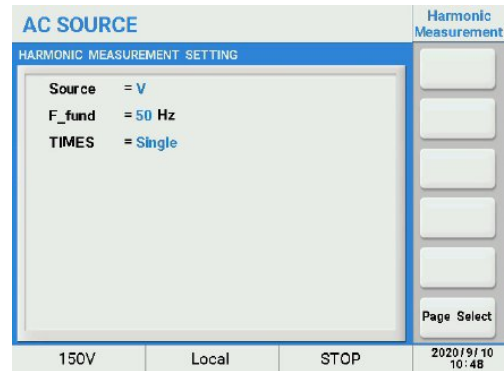 AC SOURCE
Harmonic
Measurement
HARMONIC MEASUREMENT SETTING
Source = V
F_fund = 50 Hz
TIMES = Single
Page Select
150V Local STOP 2020/9/10
10:48